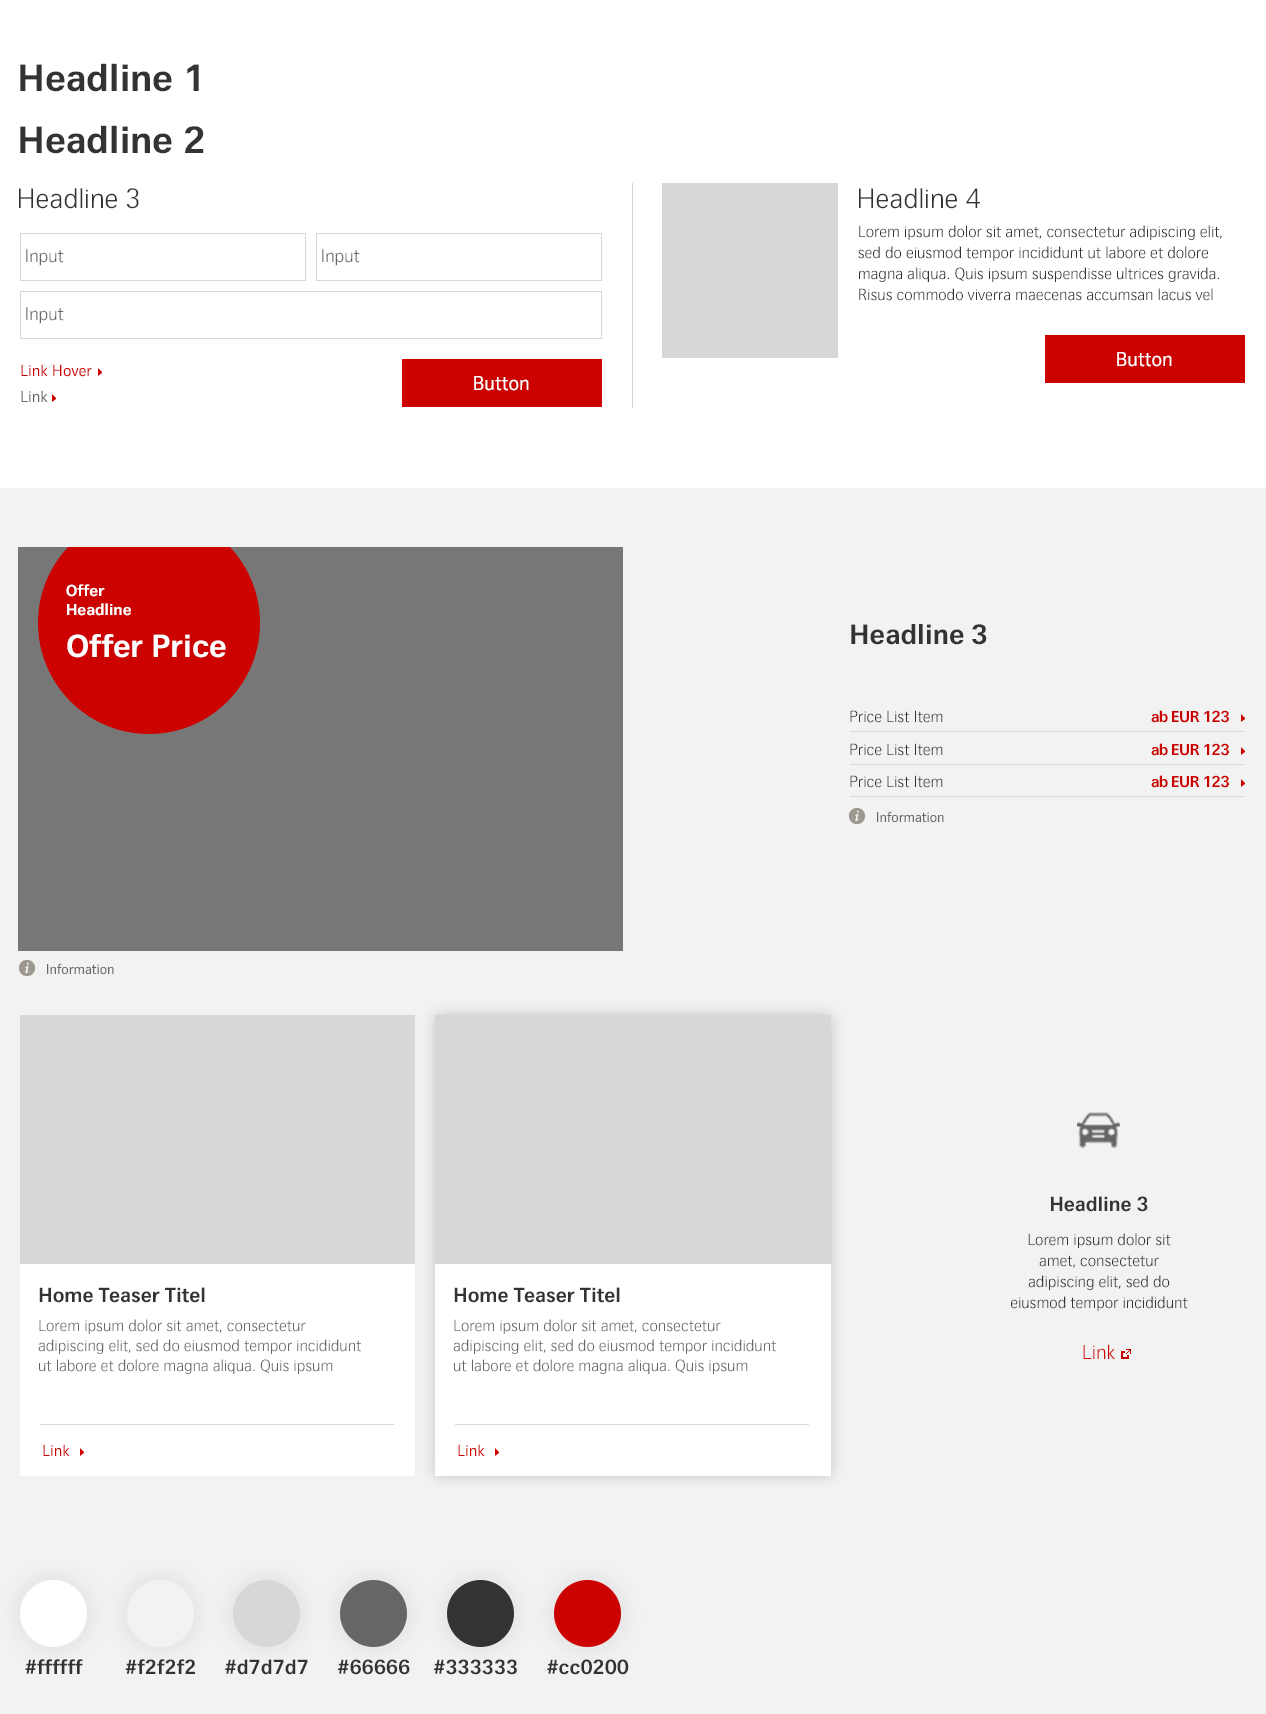 Headline 1
Headline 2
Headline 3
Input
Input
Input
Link Hover
Link
Button
Headline 4
Lorem ipsum dolor sit amet, consectetur adipiscing elit,
sed do eiusmod tempor incididunt ut labore et dolore
magna aliqua. Quis ipsum suspendisse ultrices gravida.
Risus commodo viverra maecenas accumsan lacus vel
Button
Offer
Headline
Offer Price
i Information
Headline 3
Price List Item ab EUR 123
Price List Item ab EUR 123
Price List Item ab EUR 123
i Information
Home Teaser Titel
Lorem ipsum dolor sit amet, consectetur
adipiscing elit, sed do eiusmod tempor incididunt
ut labore et dolore magna aliqua. Quis ipsum
Link
Home Teaser Titel
Lorem ipsum dolor sit amet, consectetur
adipiscing elit, sed do eiusmod tempor incididunt
ut labore et dolore magna aliqua. Quis ipsum
Link
Headline 3
Lorem ipsum dolor sit
amet, consectetur
adipiscing elit, sed do
eiusmod tempor incididunt
Link
#ffffff #f2f2f2 #d7d7d7 #66666 #333333 #cc0200